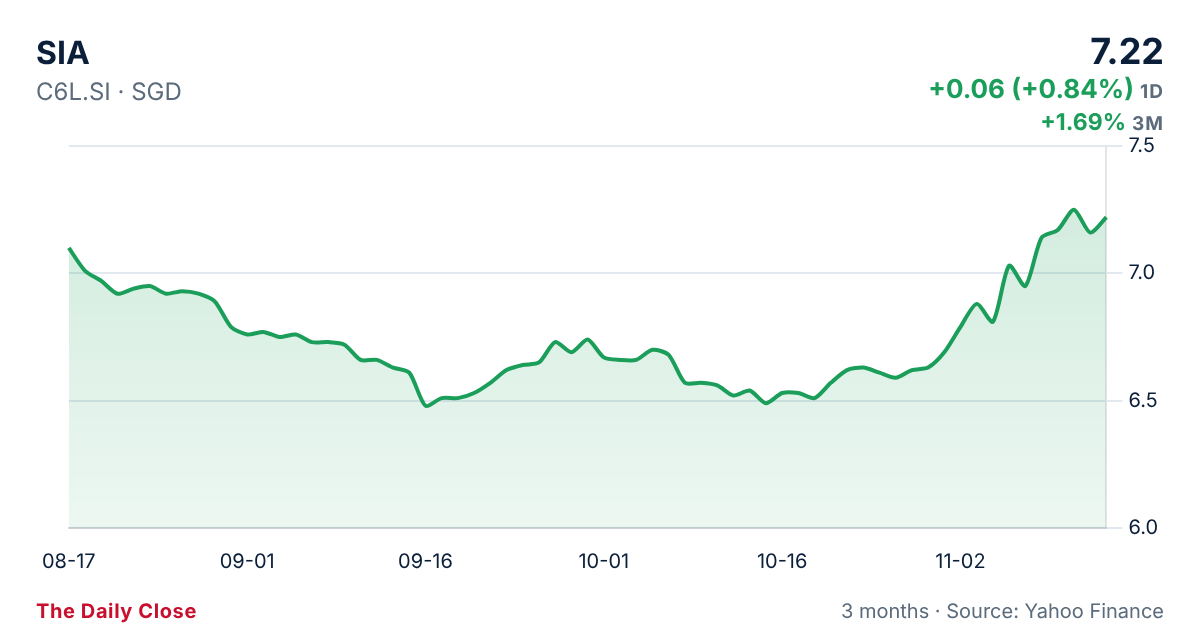 SIA
7.22
C6L.SI · SGD
+0.06 (+0.84%) 1D
+1.69% 3M
7.5
7.0
6.5
6.0
08-17 09-01 09-16 10-01 10-16 11-02
The Daily Close
3 months · Source: Yahoo Finance